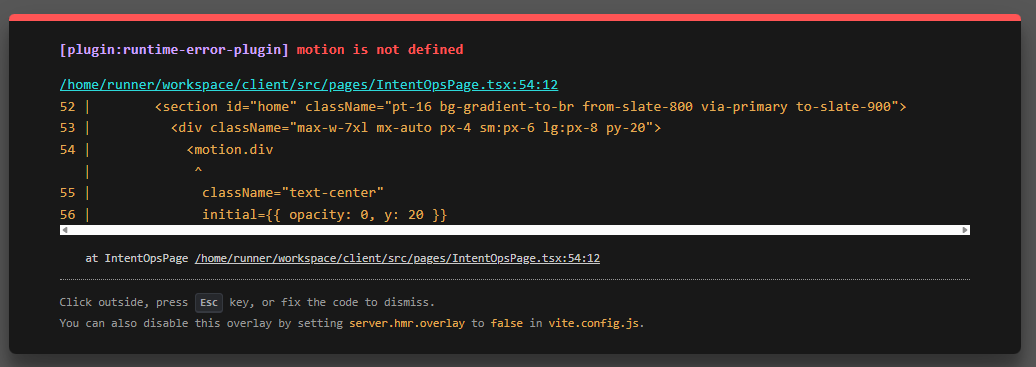 [plugin:runtime-error-plugin] motion is not defined
/home/runner/workspace/client/src/pages/IntentOpsPage.tsx:54:12
52 |        <section id="home" className="pt-16 bg-gradient-to-br from-slate-800 via-primary to-slate-900">
53 |          <div className="max-w-7xl mx-auto px-4 sm:px-6 lg:px-8 py-20">
54 |            <motion.div
   |             ^
55 |              className="text-center"
56 |              initial={{ opacity: 0, y: 20 }}
at IntentOpsPage /home/runner/workspace/client/src/pages/IntentOpsPage.tsx:54:12
Click outside, press Esc key, or fix the code to dismiss.
You can also disable this overlay by setting server.hmr.overlay to false in vite.config.js.